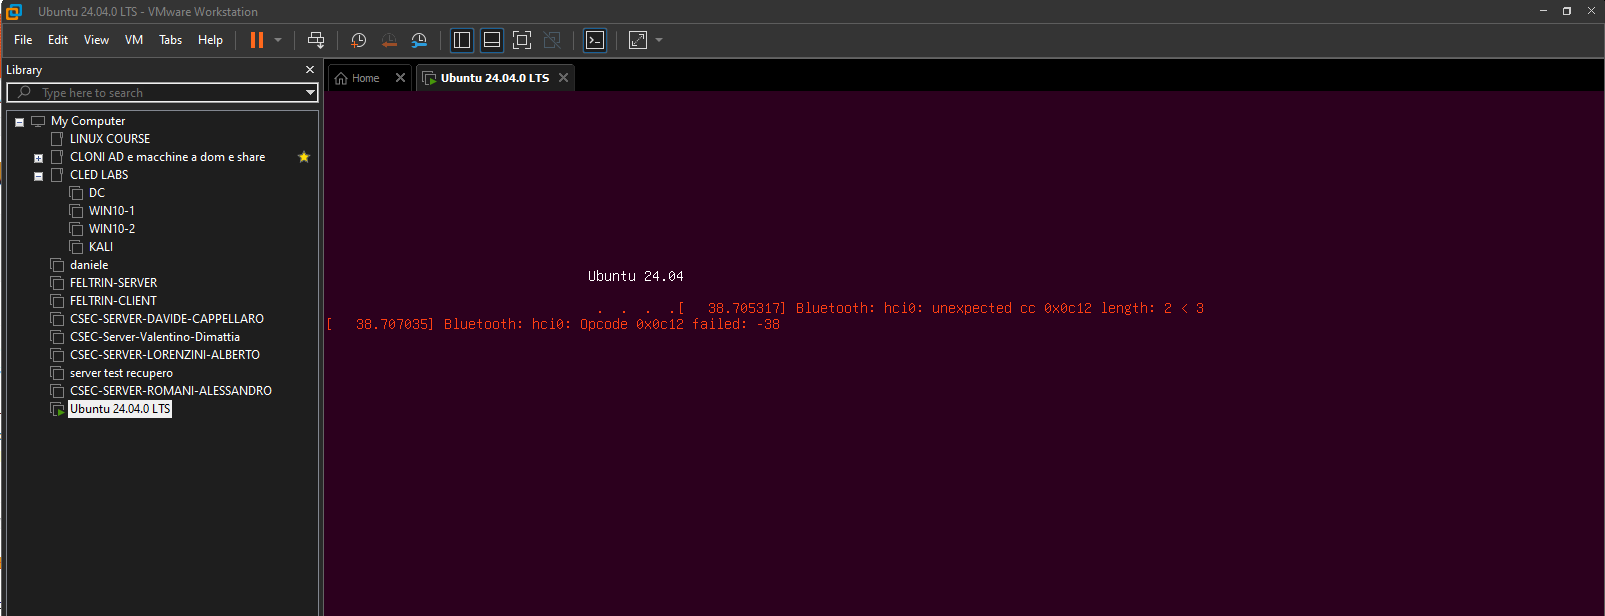 Ubuntu 24.04.0 LTS - VMware Workstation
File Edit View VM Tabs Help
Library
Type here to search
My Computer
LINUX COURSE
CLONI AD e macchine a dom e share
CLED LABS
DC
WIN10-1
WIN10-2
KALI
daniele
FELTRIN-SERVER
FELTRIN-CLIENT
CSEC-SERVER-DAVIDE-CAPPELLARO
CSEC-Server-Valentino-Dimattia
CSEC-SERVER-LORENZINI-ALBERTO
server test recupero
CSEC-SERVER-ROMANI-ALESSANDRO
Ubuntu 24.04.0 LTS
Home
Ubuntu 24.04.0 LTS
Ubuntu 24.04
. . . .[ 38.705317] Bluetooth: hci0: unexpected cc 0x0c12 length: 2 < 3
[ 38.707035] Bluetooth: hci0: Opcode 0x0c12 failed: -38